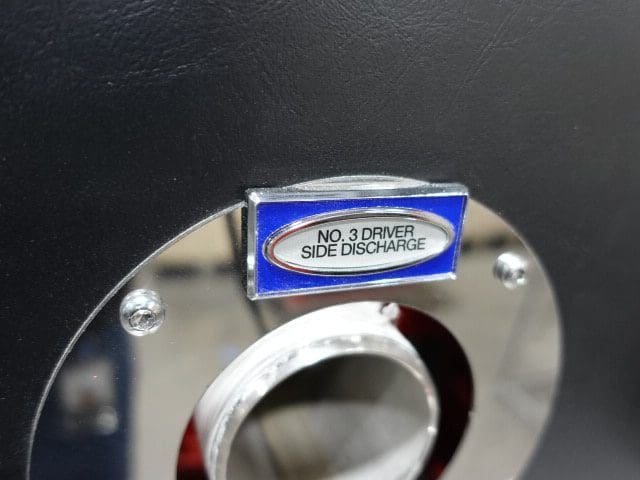 NO. 3 DRIVER
SIDE DISCHARGE